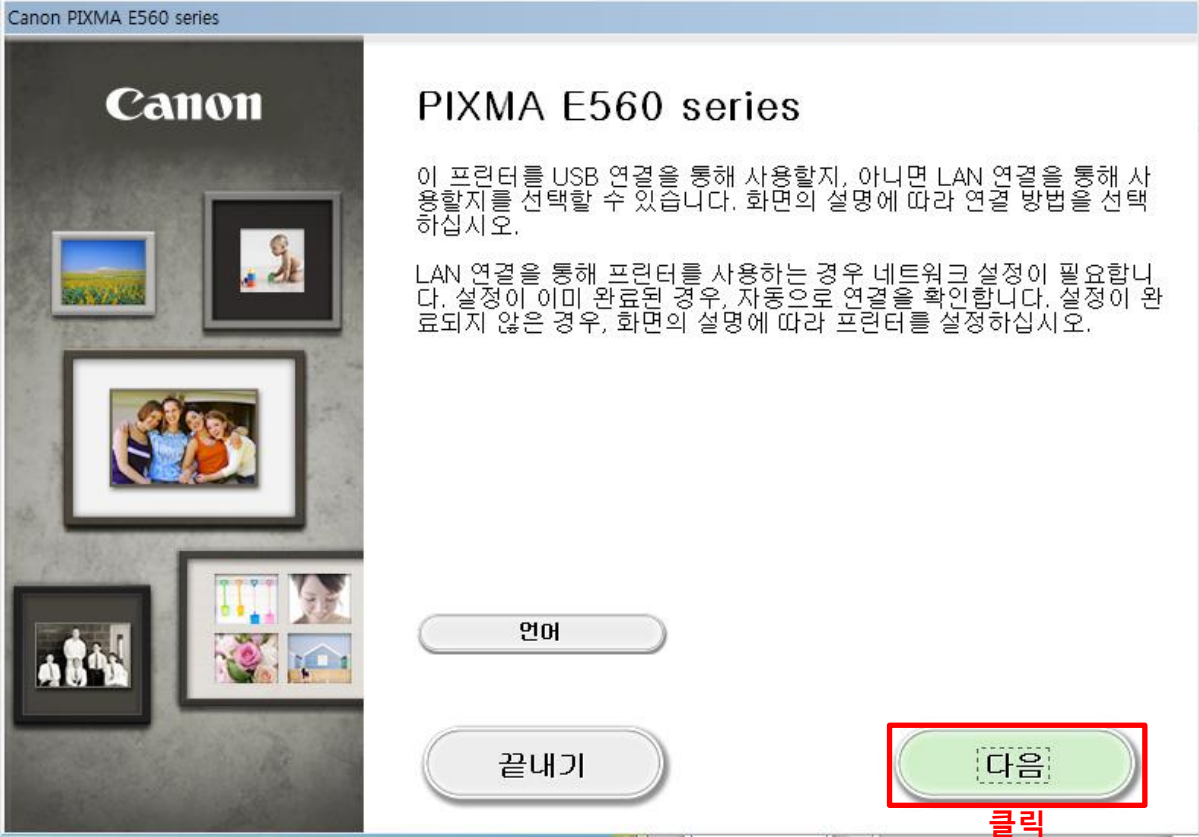 Canon PIXMA E560 series
Canon
PIXMA E560 series
이 프린터를 USB 연결을 통해 사용할지, 아니면 LAN 연결을 통해 사
용할지를 선택할 수 있습니다. 화면의 설명에 따라 연결 방법을 선택
하십시오.
LAN 연결을 통해 프린터를 사용하는 경우 네트워크 설정이 필요합니
다. 설정이 이미 완료된 경우, 자동으로 연결을 확인합니다. 설정이 완
료되지 않은 경우, 화면의 설명에 따라 프린터를 설정하십시오.
언어
끝내기
다음
클릭